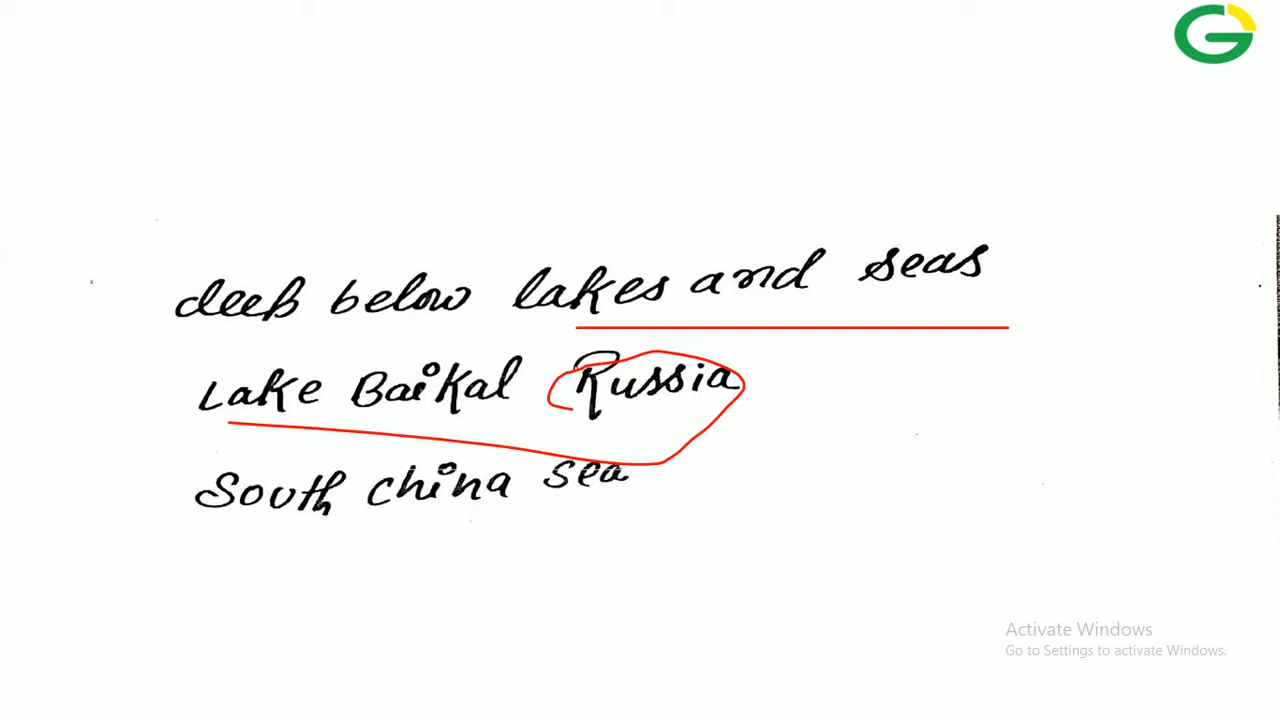 deep below lakes and seas
Lake Baikal Russia
South china sea
Activate Windows
Go to Settings to activate Windows.